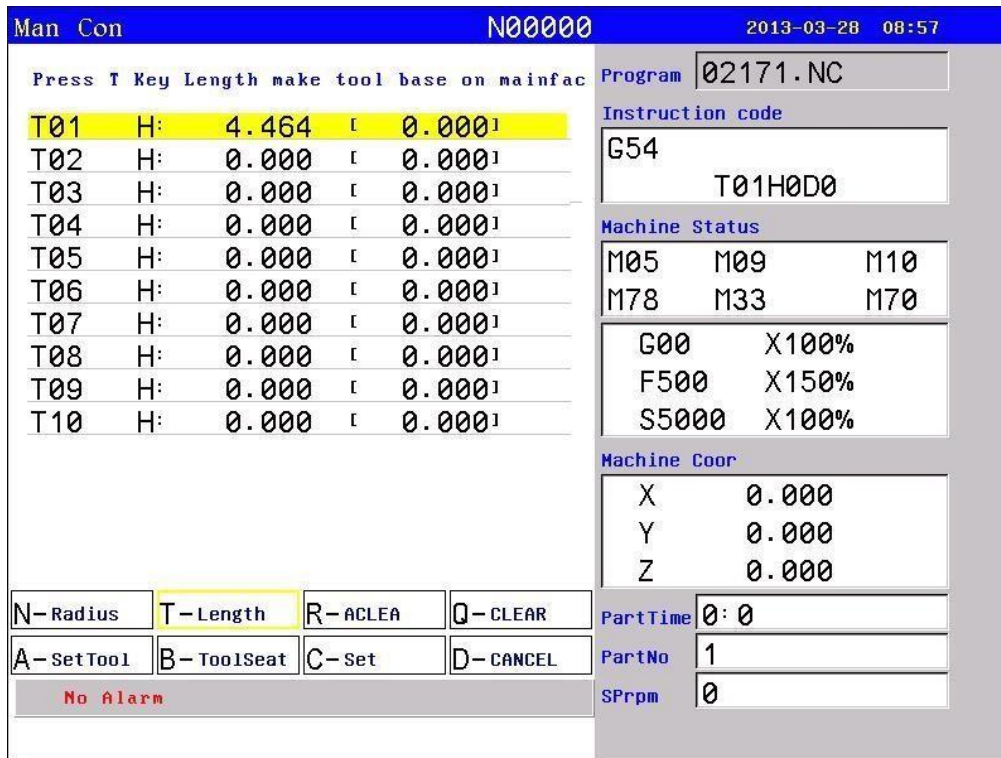 Man Con N00000 2013-03-28 08:57
Press T Key Length make tool base on mainfac
T01 H: 4.464 [ 0.000]
T02 H: 0.000 [ 0.000]
T03 H: 0.000 [ 0.000]
T04 H: 0.000 [ 0.000]
T05 H: 0.000 [ 0.000]
T06 H: 0.000 [ 0.000]
T07 H: 0.000 [ 0.000]
T08 H: 0.000 [ 0.000]
T09 H: 0.000 [ 0.000]
T10 H: 0.000 [ 0.000]
N-Radius T-Length R-ACLEA Q-CLEAR
A-SetTool B-ToolSeat C-Set D-CANCEL
No Alarm
Program O2171.NC
Instruction code
G54
T01H0D0
Machine Status
M05 M09 M10
M78 M33 M70
G00 X100%
F500 X150%
S5000 X100%
Machine Coor
X 0.000
Y 0.000
Z 0.000
PartTime 0: 0
PartNo 1
SPrpm 0